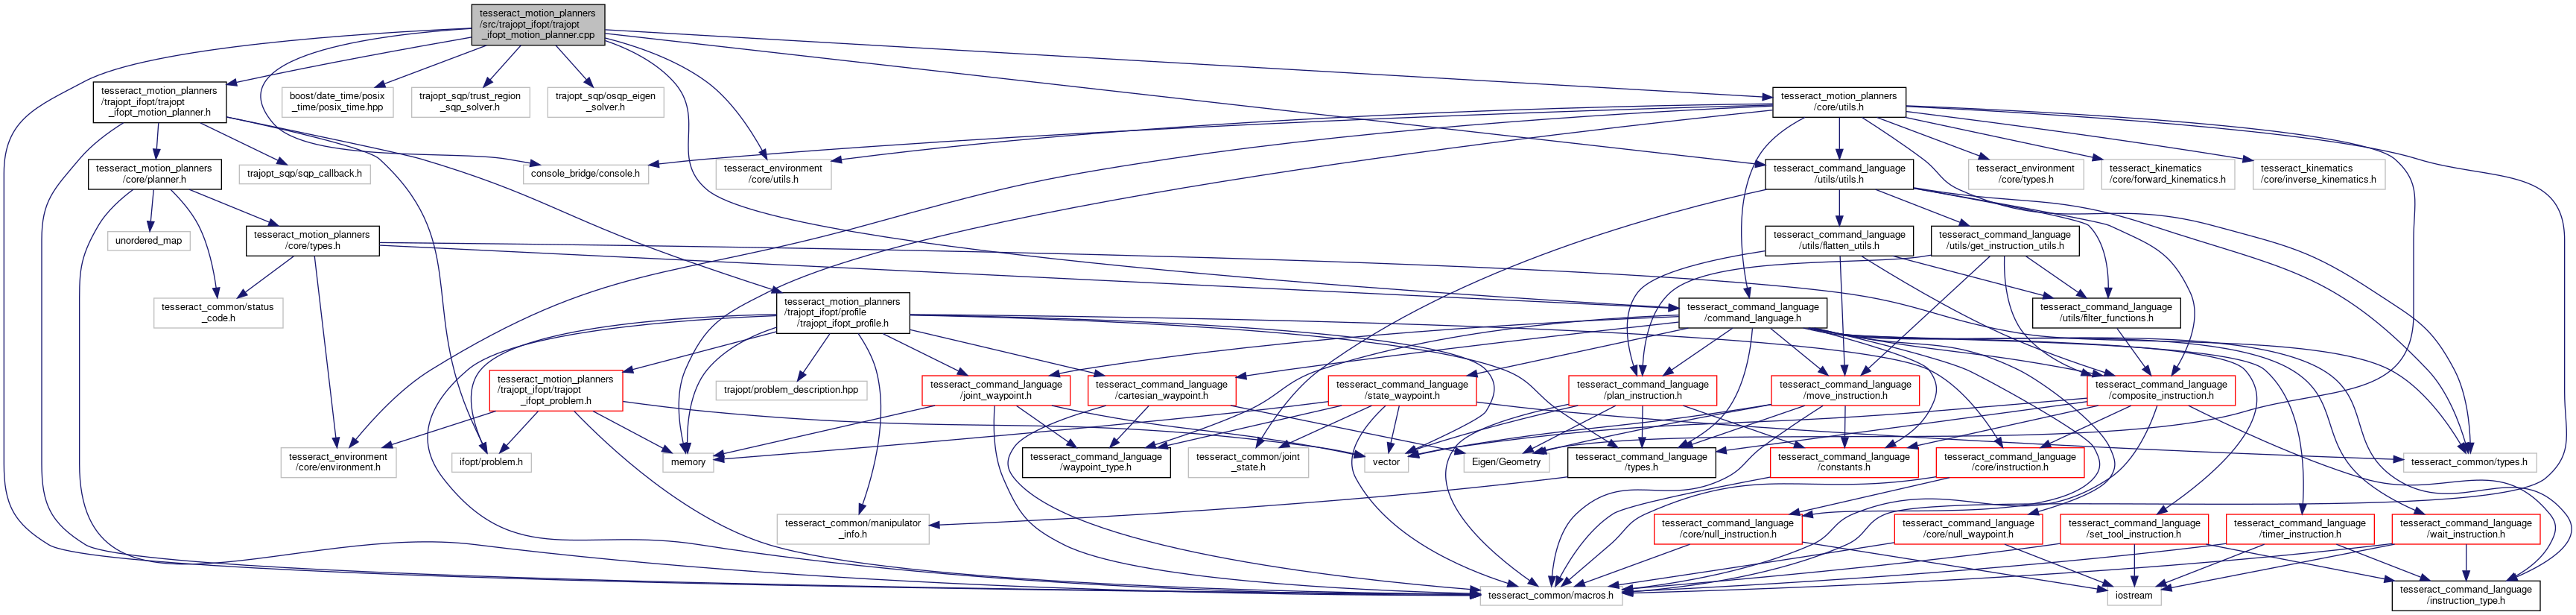 tesseract_motion_planners
/src/trajopt_ifopt/trajopt
_ifopt_motion_planner.cpp
tesseract_motion_planners
/trajopt_ifopt/trajopt
_ifopt_motion_planner.h
boost/date_time/posix
_time/posix_time.hpp
trajopt_sqp/trust_region
_sqp_solver.h
trajopt_sqp/osqp_eigen
_solver.h
tesseract_motion_planners
/core/utils.h
tesseract_motion_planners
/core/planner.h
trajopt_sqp/sqp_callback.h
console_bridge/console.h
tesseract_environment
/core/utils.h
tesseract_command_language
/utils/utils.h
tesseract_environment
/core/types.h
tesseract_kinematics
/core/forward_kinematics.h
tesseract_kinematics
/core/inverse_kinematics.h
unordered_map
tesseract_motion_planners
/core/types.h
tesseract_command_language
/utils/flatten_utils.h
tesseract_command_language
/utils/get_instruction_utils.h
tesseract_common/status
_code.h
tesseract_motion_planners
/trajopt_ifopt/profile
/trajopt_ifopt_profile.h
tesseract_command_language
/command_language.h
tesseract_command_language
/utils/filter_functions.h
tesseract_motion_planners
/trajopt_ifopt/trajopt
_ifopt_problem.h
trajopt/problem_description.hpp
tesseract_command_language
/joint_waypoint.h
tesseract_command_language
/cartesian_waypoint.h
tesseract_command_language
/state_waypoint.h
tesseract_command_language
/plan_instruction.h
tesseract_command_language
/move_instruction.h
tesseract_command_language
/composite_instruction.h
tesseract_environment
/core/environment.h
ifopt/problem.h
memory
tesseract_command_language
/waypoint_type.h
tesseract_common/joint
_state.h
vector
Eigen/Geometry
tesseract_command_language
/types.h
tesseract_command_language
/constants.h
tesseract_command_language
/core/instruction.h
tesseract_common/types.h
tesseract_common/manipulator
_info.h
tesseract_command_language
/core/null_instruction.h
tesseract_command_language
/core/null_waypoint.h
tesseract_command_language
/set_tool_instruction.h
tesseract_command_language
/timer_instruction.h
tesseract_command_language
/wait_instruction.h
tesseract_common/macros.h
iostream
tesseract_command_language
/instruction_type.h